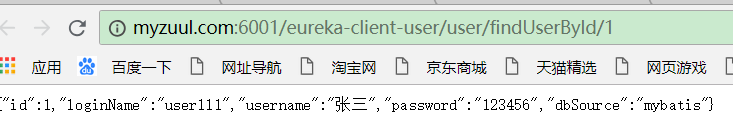 myzuul.com:6001/eureka-client-user/user/findUserById/1
应用 百度一下 网址导航 淘宝网 京东商城 天猫精选 网页游戏
{"id":1,"loginName":"user111","username":"张三","password":"123456","dbSource":"mybatis"}